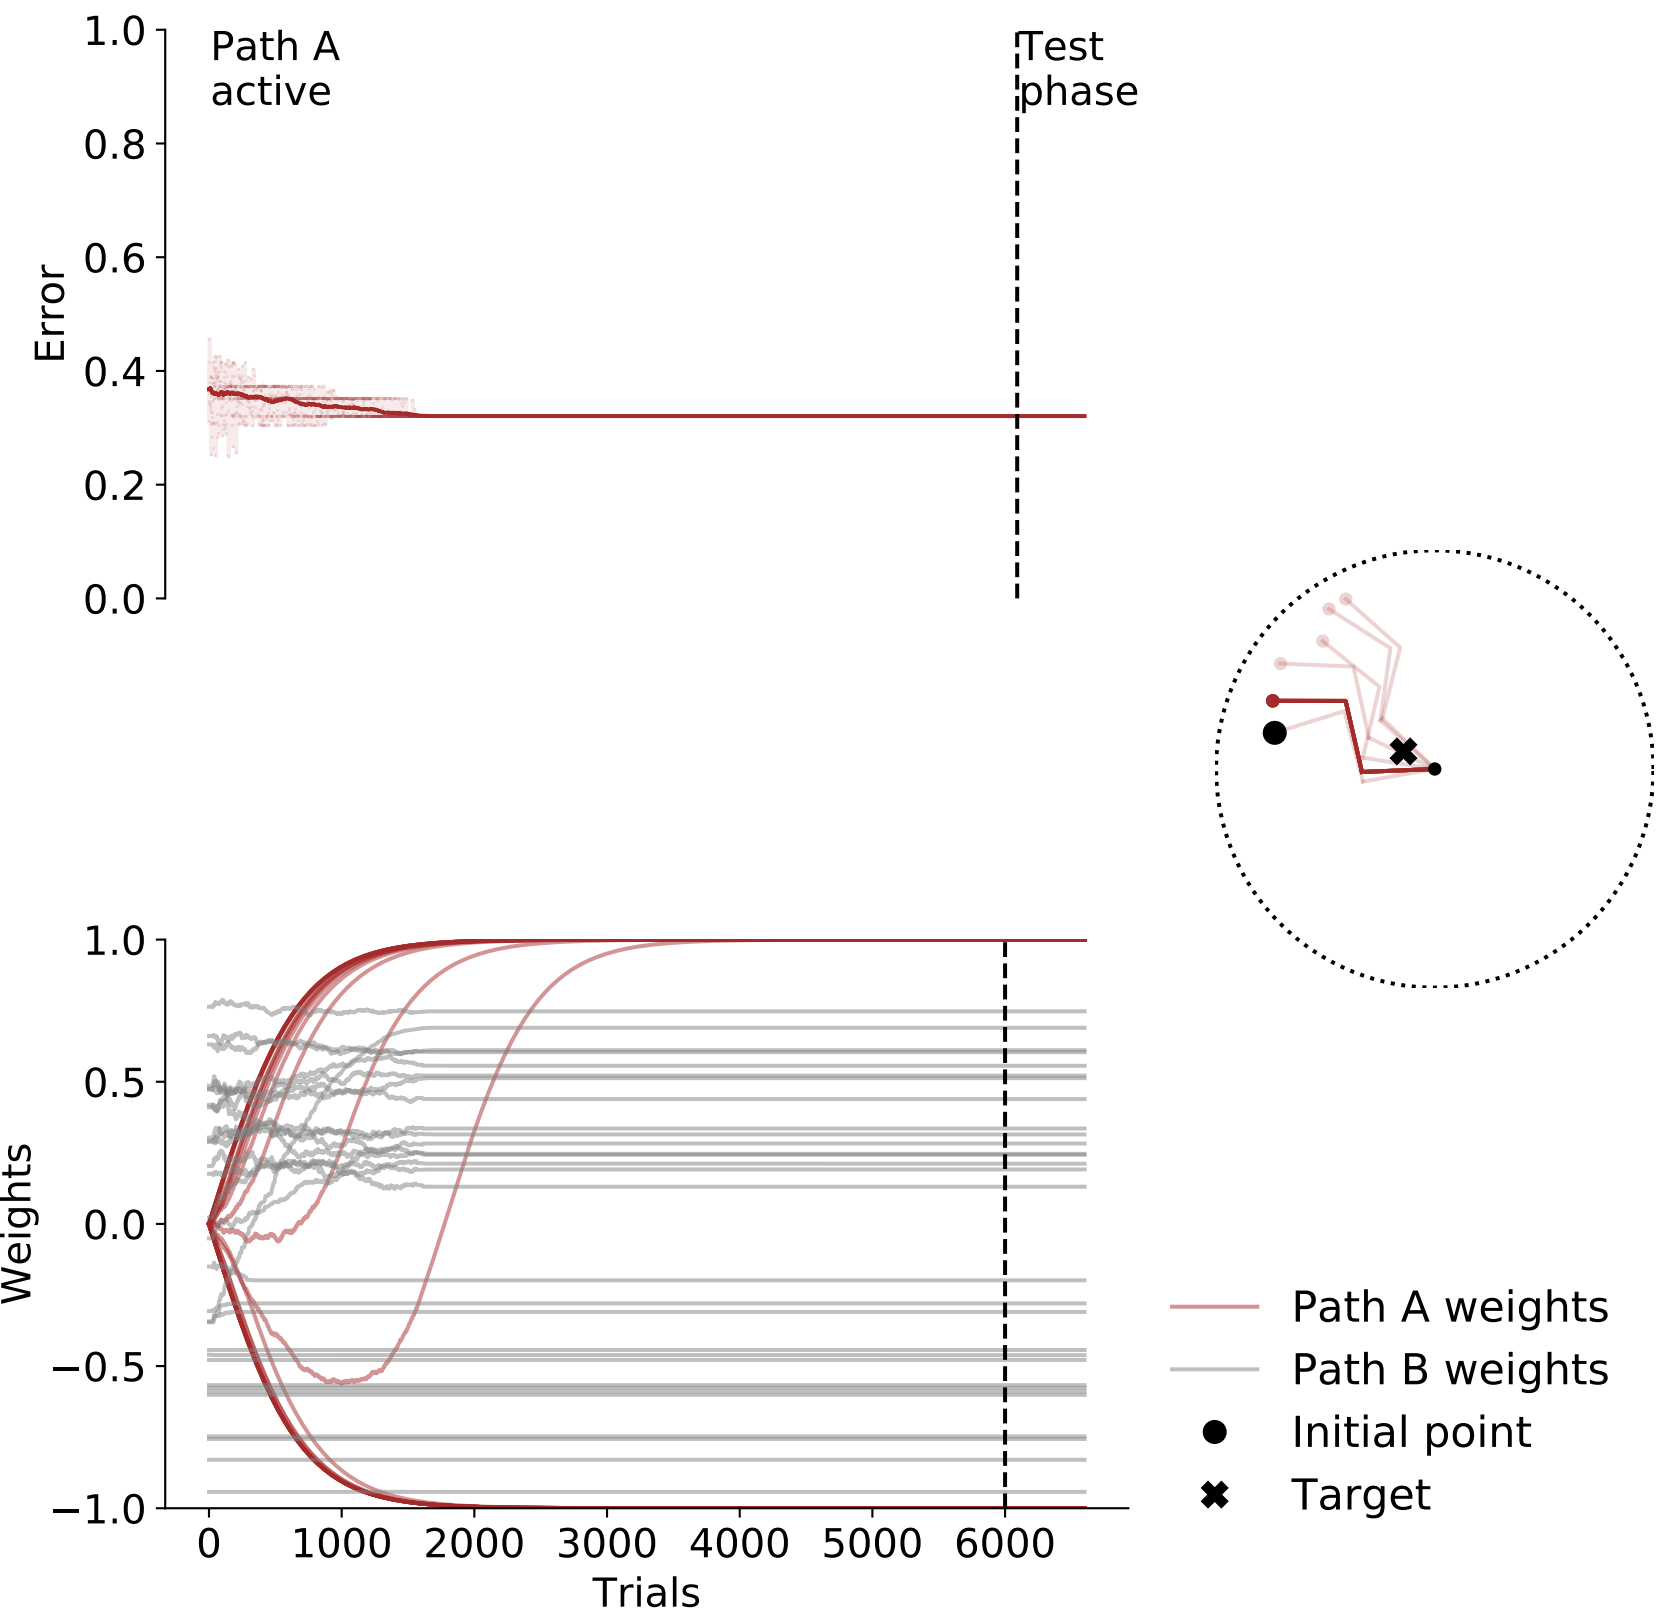 Path A
active
Test
phase
1.0
0.8
0.6
0.4
0.2
0.0
Error
1.0
0.5
0.0
−0.5
−1.0
Weights
0
1000
2000
3000
4000
5000
6000
Trials
Path A weights
Path B weights
Initial point
Target